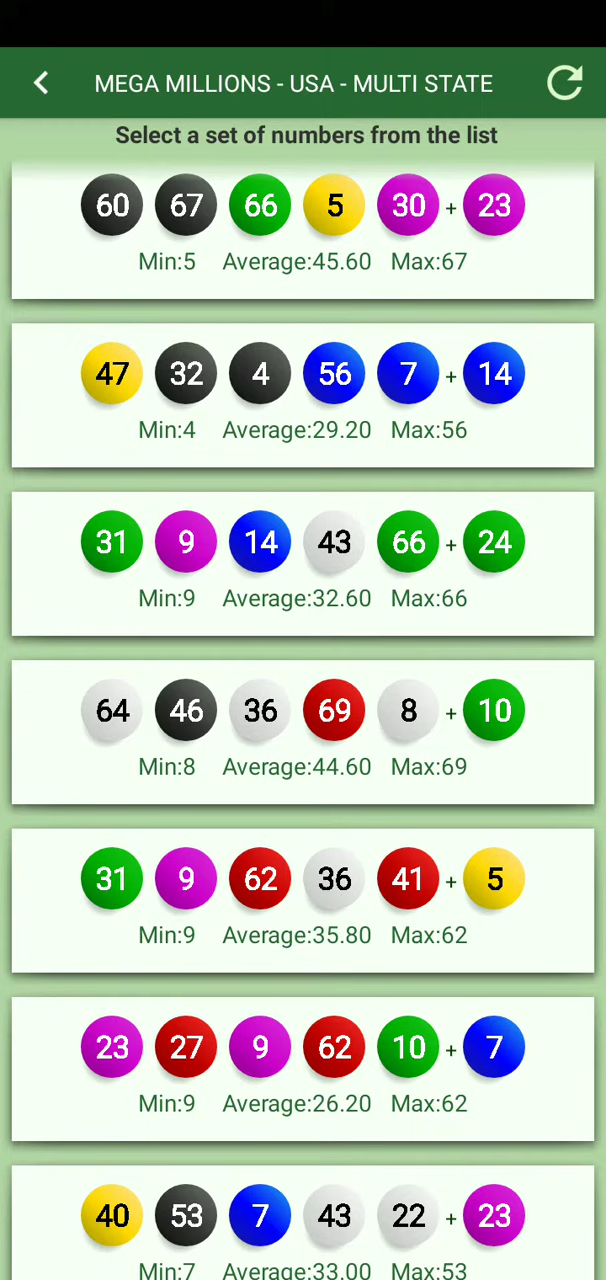 MEGA MILLIONS - USA - MULTI STATE
Select a set of numbers from the list
60 67 66 5 30 + 23
Min:5 Average:45.60 Max:67
47 32 4 56 7 + 14
Min:4 Average:29.20 Max:56
31 9 14 43 66 + 24
Min:9 Average:32.60 Max:66
64 46 36 69 8 + 10
Min:8 Average:44.60 Max:69
31 9 62 36 41 + 5
Min:9 Average:35.80 Max:62
23 27 9 62 10 + 7
Min:9 Average:26.20 Max:62
40 53 7 43 22 + 23
Min:7 Average:33.00 Max:53